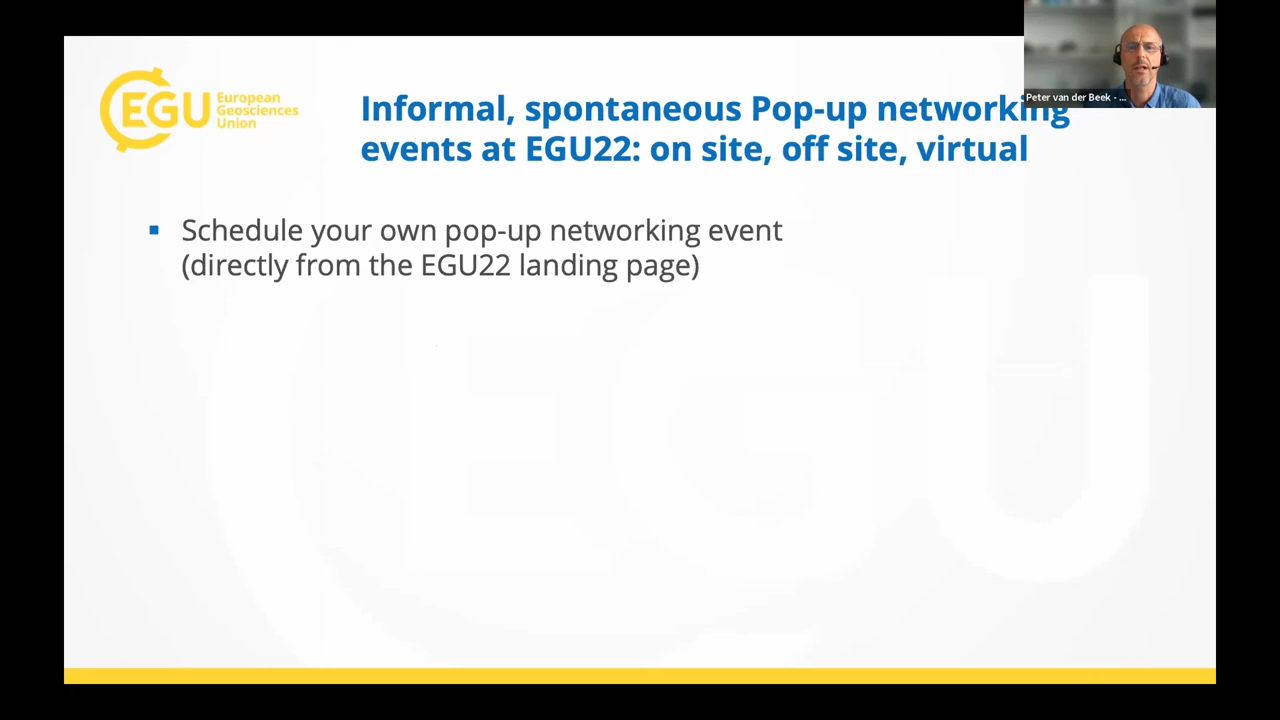 EGU
European
Geosciences
Union
Informal, spontaneous Pop-up networking
events at EGU22: on site, off site, virtual
Peter van der Beek - ...
▪ Schedule your own pop-up networking event
(directly from the EGU22 landing page)